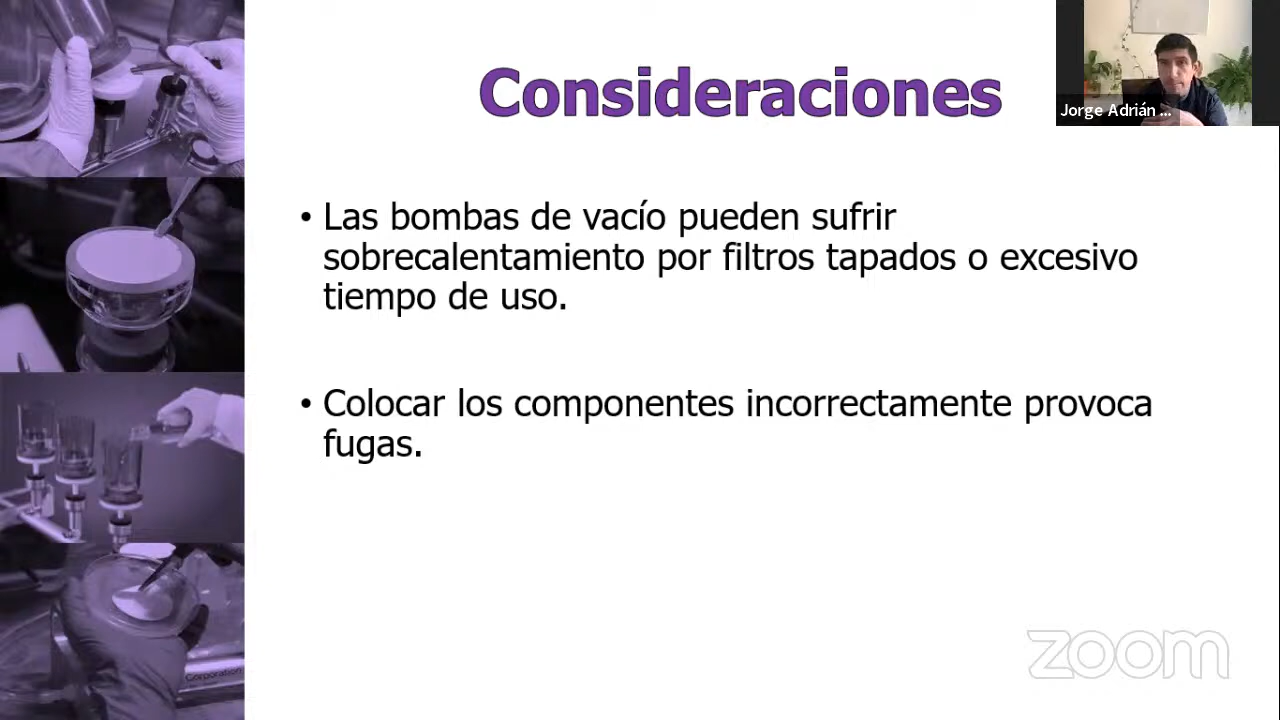 Consideraciones
Jorge Adrián ...
• Las bombas de vacío pueden sufrir
sobrecalentamiento por filtros tapados o excesivo
tiempo de uso.
• Colocar los componentes incorrectamente provoca
fugas.
zoom
Corporation